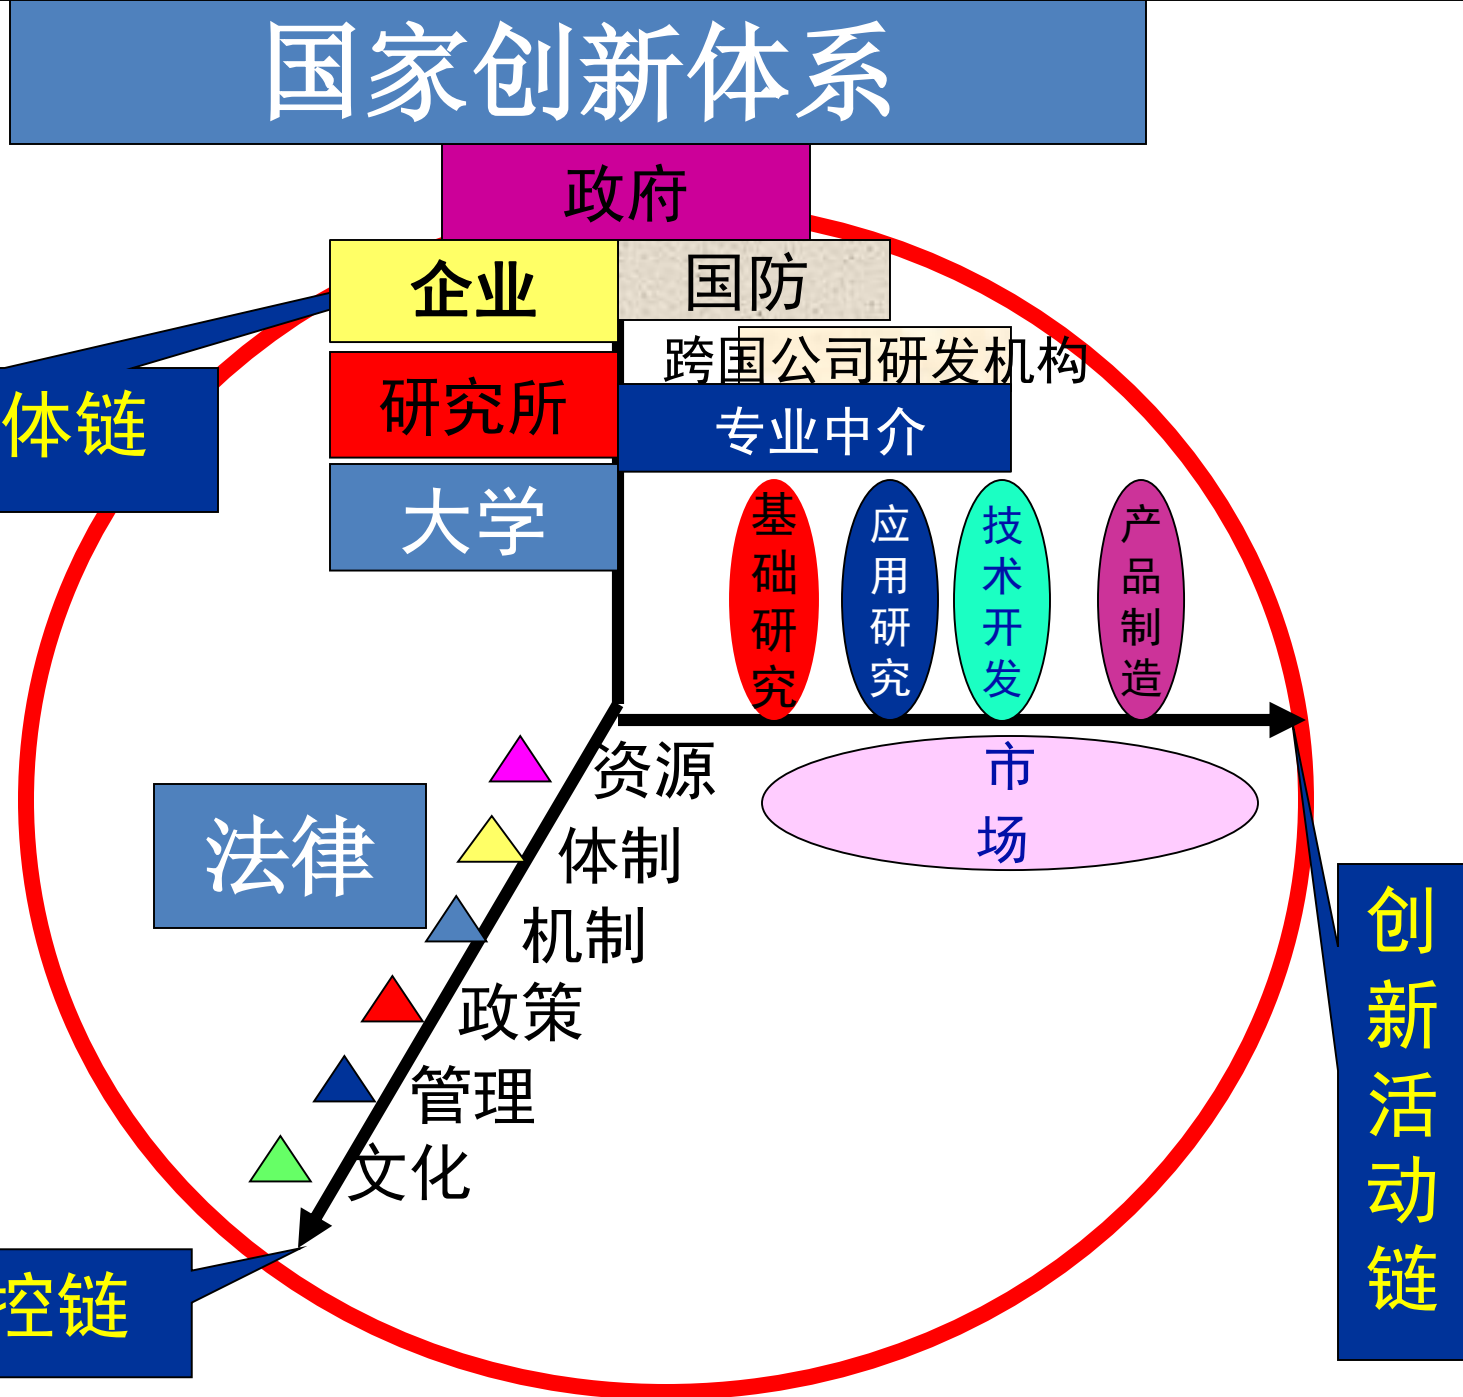 国家创新体系
政府
企业
国防
跨国公司研发机构
研究所
专业中介
体链
大学
基础研究
应用研究
技术开发
产品制造
资源
市
场
体制
法律
机制
政策
管理
文化
控链
创新活动链